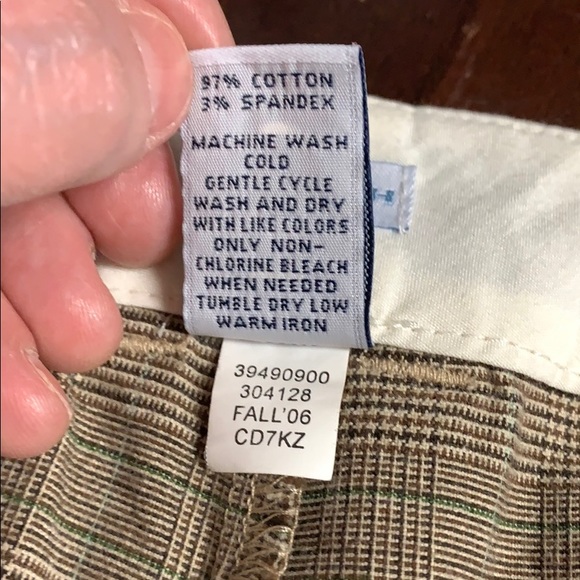 97% COTTON
3% SPANDEX
MACHINE WASH
COLD
GENTLE CYCLE
WASH AND DRY
WITH LIKE COLORS
ONLY NON-
CHLORINE BLEACH
WHEN NEEDED
TUMBLE DRY LOW
WARM IRON
39490900
304128
FALL'06
CD7KZ